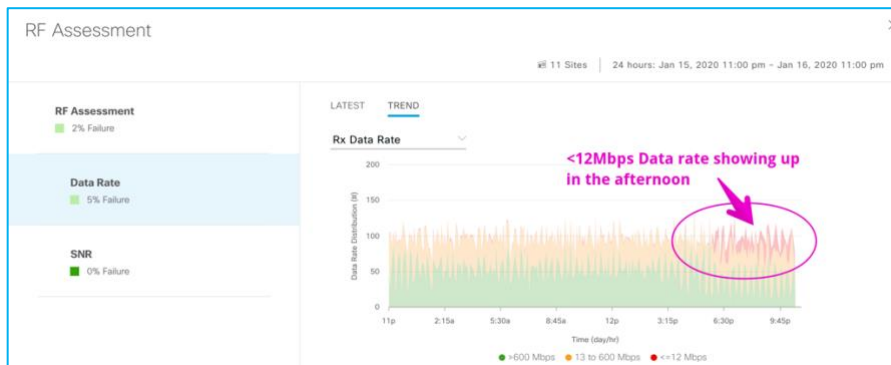 RF Assessment
11 Sites | 24 hours: Jan 15, 2020 11:00 pm - Jan 16, 2020 11:00 pm
RF Assessment
2% Failure
Data Rate
5% Failure
SNR
0% Failure
LATEST TREND
Rx Data Rate
<12Mbps Data rate showing up
in the afternoon
Data Rate Distribution (#)
200
150
100
50
0
11p 2:15a 5:30a 8:45a 12p 3:15p 6:30p 9:45p
Time (day/hr)
>600 Mbps 13 to 600 Mbps <=12 Mbps